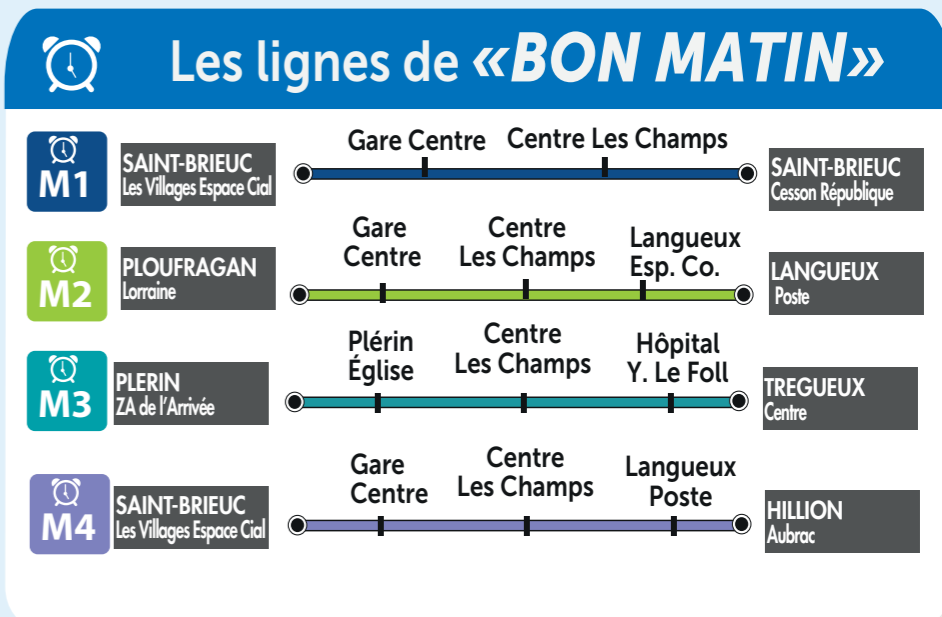 Les lignes de «BON MATIN»
Gare Centre
Centre Les Champs
M1
SAINT-BRIEUC
Les Villages Espace Cial
SAINT-BRIEUC
Cesson République
Gare
Centre
Centre
Les Champs
Langueux
Esp. Co.
M2
PLOUFRAGAN
Lorraine
LANGUEUX
Poste
Plérin
Église
Centre
Les Champs
Hôpital
Y. Le Foll
M3
PLERIN
ZA de l'Arrivée
TREGUEUX
Centre
Gare
Centre
Centre
Les Champs
Langueux
Poste
M4
SAINT-BRIEUC
Les Villages Espace Cial
HILLION
Aubrac